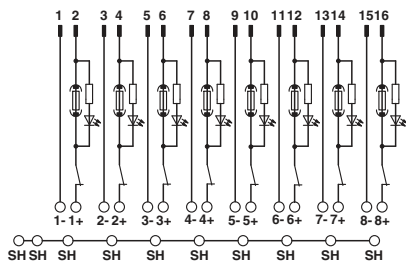 1 2 3 4 5 6 7 8 9 10 11 12 13 14 15 16
1- 1+ 2- 2+ 3- 3+ 4- 4+ 5- 5+ 6- 6+ 7- 7+ 8- 8+
SH SH SH SH SH SH SH SH SH